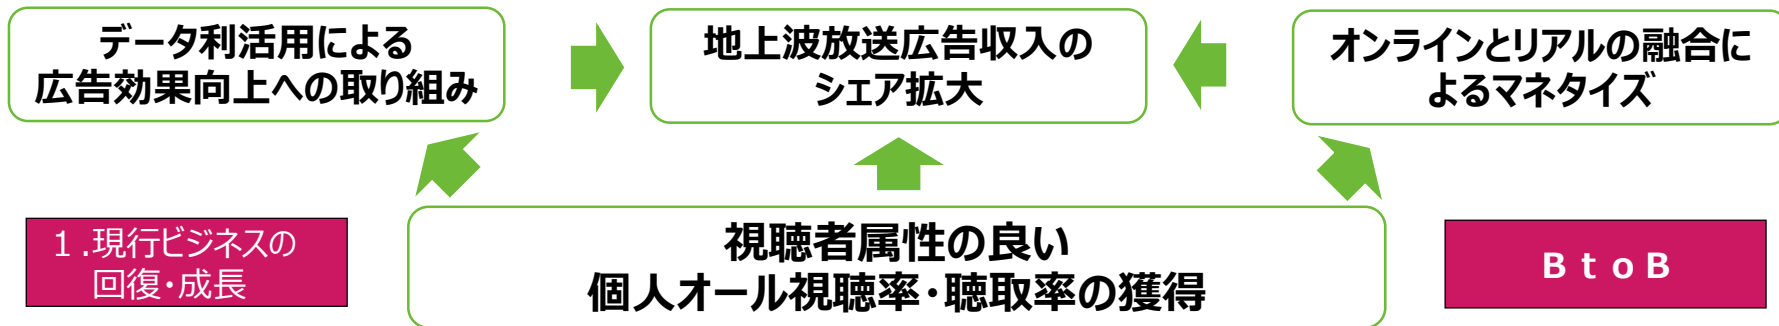 データ利活用による
広告効果向上への取り組み
地上波放送広告収入の
シェア拡大
オンラインとリアルの融合に
よるマネタイズ
１.現行ビジネスの
回復・成長
視聴者属性の良い
個人オール視聴率・聴取率の獲得
ＢｔｏＢ